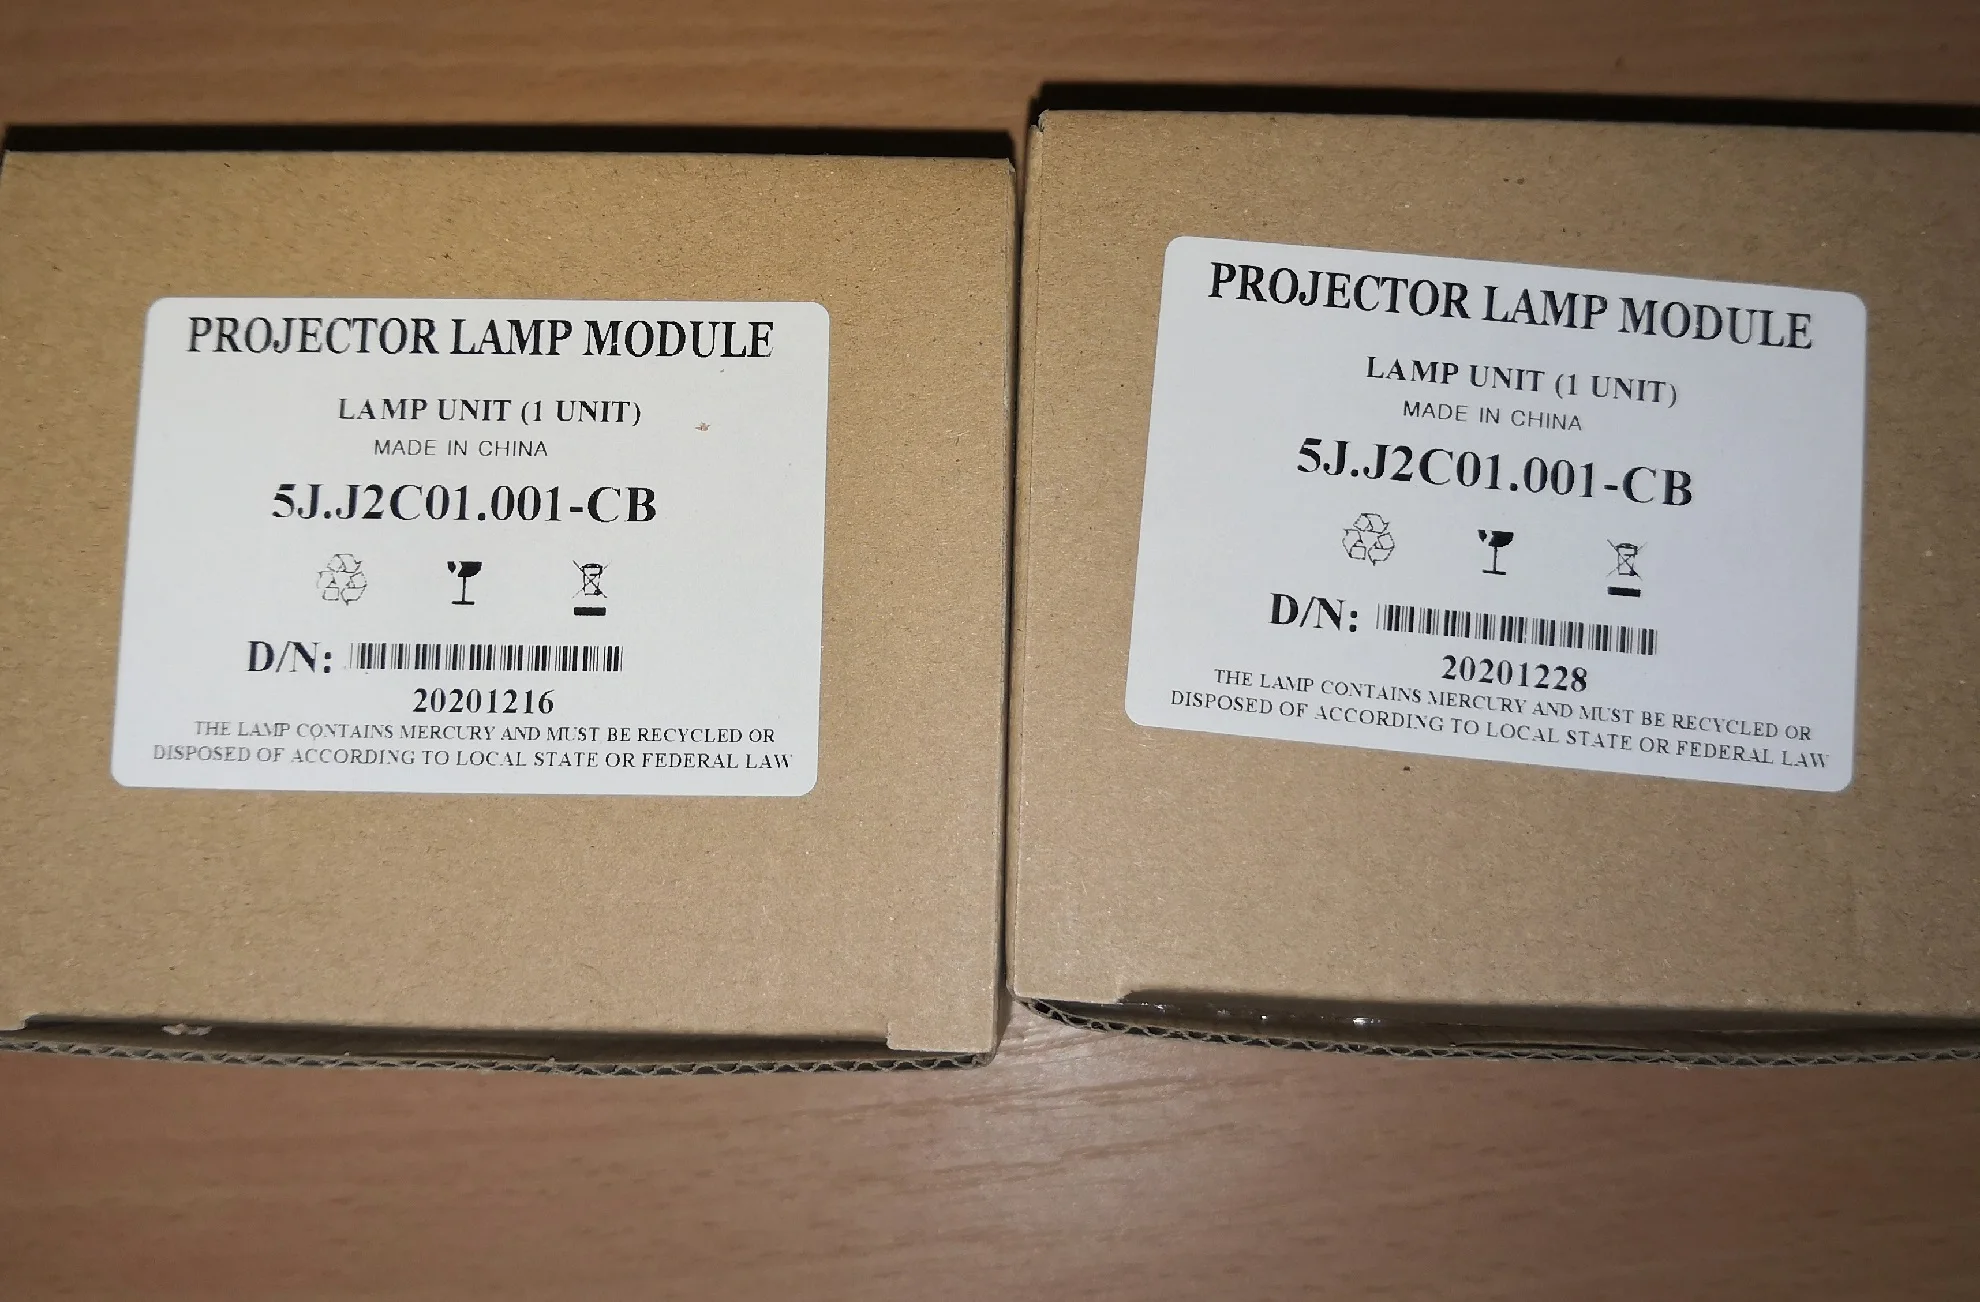 PROJECTOR LAMP MODULE
LAMP UNIT (1 UNIT)
MADE IN CHINA
5J.J2C01.001-CB
D/N:
20201216
THE LAMP CONTAINS MERCURY AND MUST BE RECYCLED OR
DISPOSED OF ACCORDING TO LOCAL STATE OR FEDERAL LAW
PROJECTOR LAMP MODULE
LAMP UNIT (1 UNIT)
MADE IN CHINA
5J.J2C01.001-CB
D/N:
20201228
THE LAMP CONTAINS MERCURY AND MUST BE RECYCLED OR
DISPOSED OF ACCORDING TO LOCAL STATE OR FEDERAL LAW